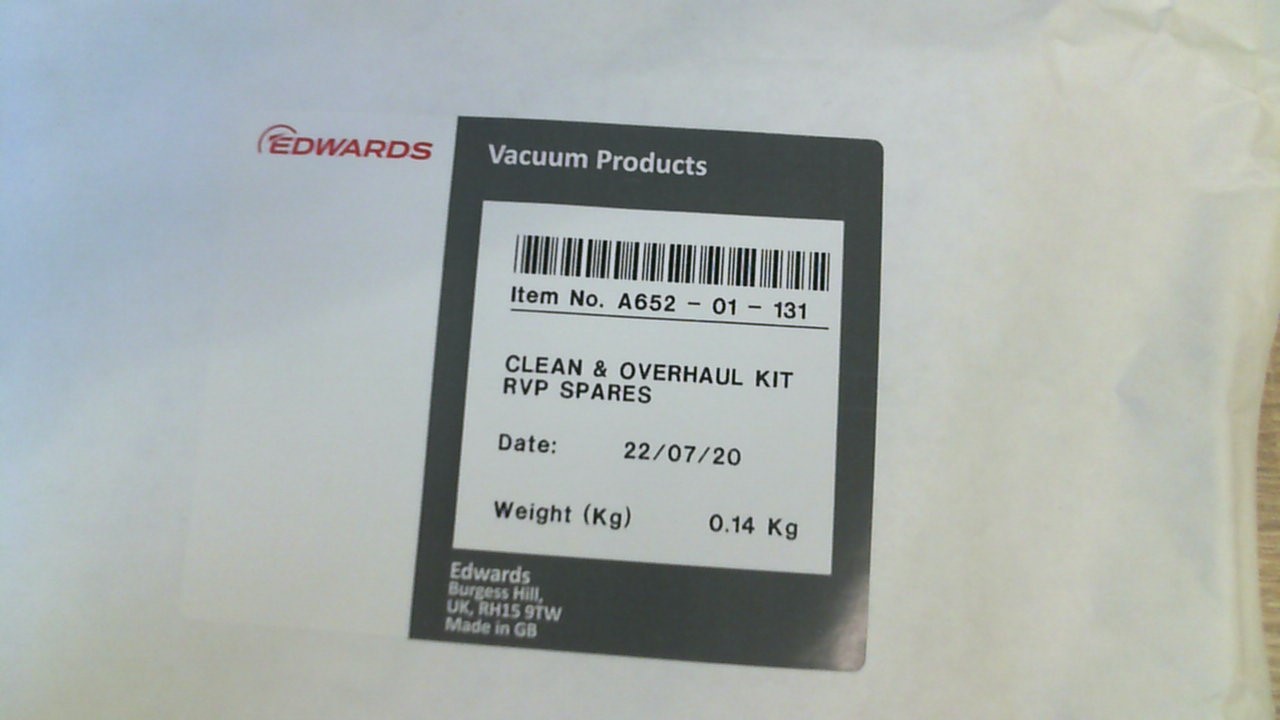 EDWARDS
Vacuum Products
Item No. A652 - 01 - 131
CLEAN & OVERHAUL KIT
RVP SPARES
Date: 22/07/20
Weight (Kg) 0.14 Kg
Edwards
Burgess Hill,
UK, RH15 9TW
Made in GB